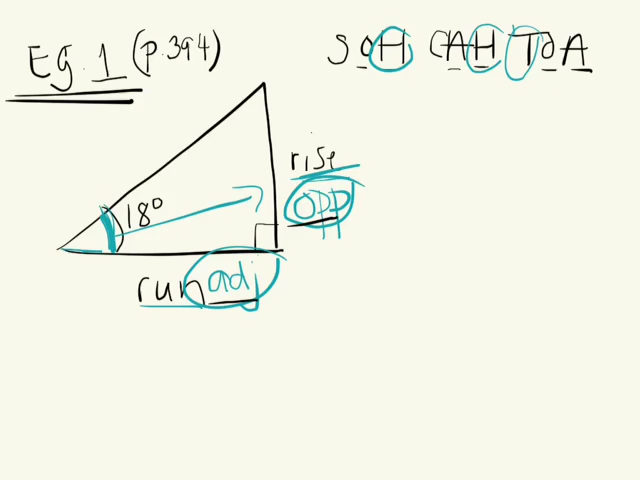 Eg. 1 (p.394)
SOH CAH TOA
rise
opp
18°
run adj